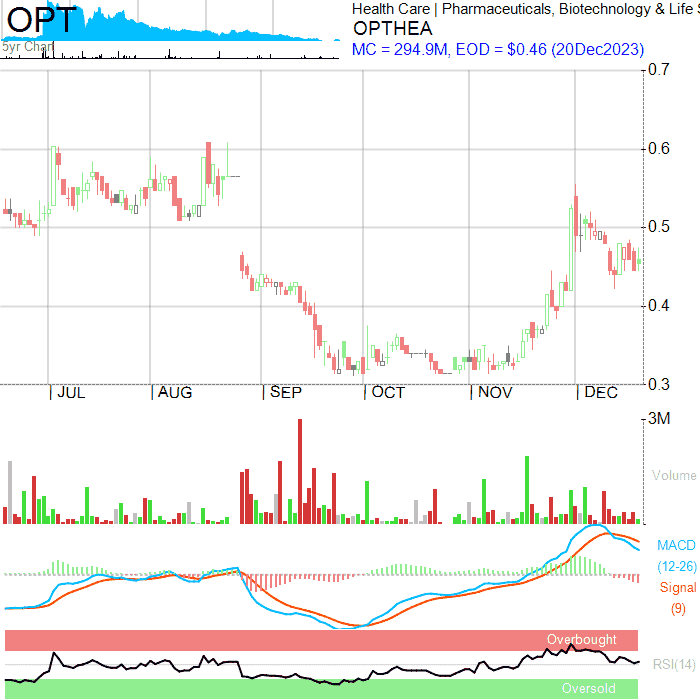 OPT
5yr Chart
Health Care | Pharmaceuticals, Biotechnology & Life S
OPTHEA
MC = 294.9M, EOD = $0.46 (20Dec2023)
0.7
0.6
0.5
0.4
0.3
| JUL | AUG | SEP | OCT | NOV | DEC
3M
Volume
MACD
(12-26)
Signal
(9)
Overbought
RSI(14)
Oversold